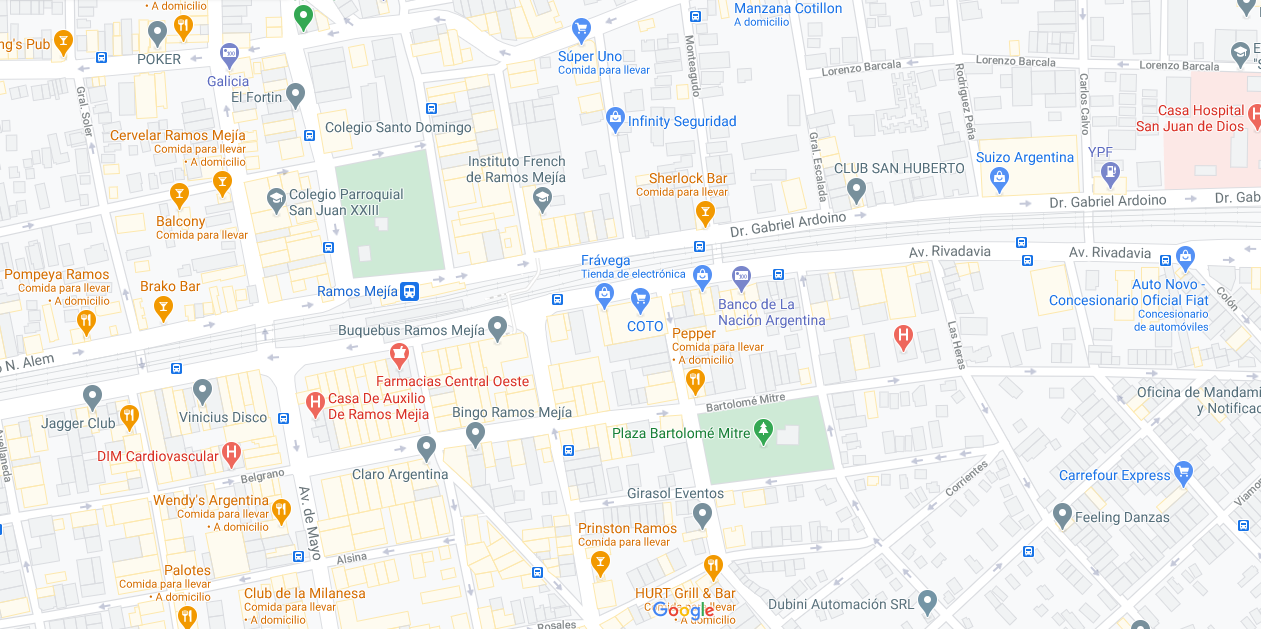 • A domicilio
ng's Pub
POKER
Galicia
El Fortin
Gral. Soler
Manzana Cotillon
A domicilio
Súper Uno
Comida para llevar
Monteagudo
Infinity Seguridad
Lorenzo Barcala
Lorenzo Barcala
Lorenzo Barcala
Rodriguez Peña
Carlos Calvo
Gral. Escalada
Casa Hospital
San Juan de Dios
Cervelar Ramos Mejía
Comida para llevar
• A domicilio
Colegio Santo Domingo
Instituto French
de Ramos Mejía
Colegio Parroquial
San Juan XXIII
Balcony
Comida para llevar
Sherlock Bar
Comida para llevar
CLUB SAN HUBERTO
Suizo Argentina
YPF
Dr. Gabriel Ardoino
Dr. Gabriel Ardoino
Dr. Gab
Av. Rivadavia
Av. Rivadavia
Pompeya Ramos
Comida para llevar
• A domicilio
Brako Bar
Ramos Mejía
Frávega
Tienda de electrónica
COTO
Banco de La
Nación Argentina
Auto Novo -
Concesionario Oficial Fiat
Concesionario
de automóviles
Colón
Buquebus Ramos Mejía
Pepper
Comida para llevar
• A domicilio
Las Heras
o N. Alem
Farmacias Central Oeste
Casa De Auxilio
De Ramos Mejia
Vinicius Disco
Jagger Club
Bingo Ramos Mejía
Bartolomé Mitre
Plaza Bartolomé Mitre
Oficina de Mandami
y Notificac
Avellaneda
DIM Cardiovascular
Belgrano
Claro Argentina
Corrientes
Carrefour Express
Viamo
Wendy's Argentina
Comida para llevar
• A domicilio
Av. de Mayo
Girasol Eventos
Feeling Danzas
Prinston Ramos
Comida para llevar
Alsina
Palotes
Comida para llevar
• A domicilio
Club de la Milanesa
Comida para llevar
• A domicilio
HURT Grill & Bar
Comida para llevar
• A domicilio
Google
Dubini Automación SRL
Rosales